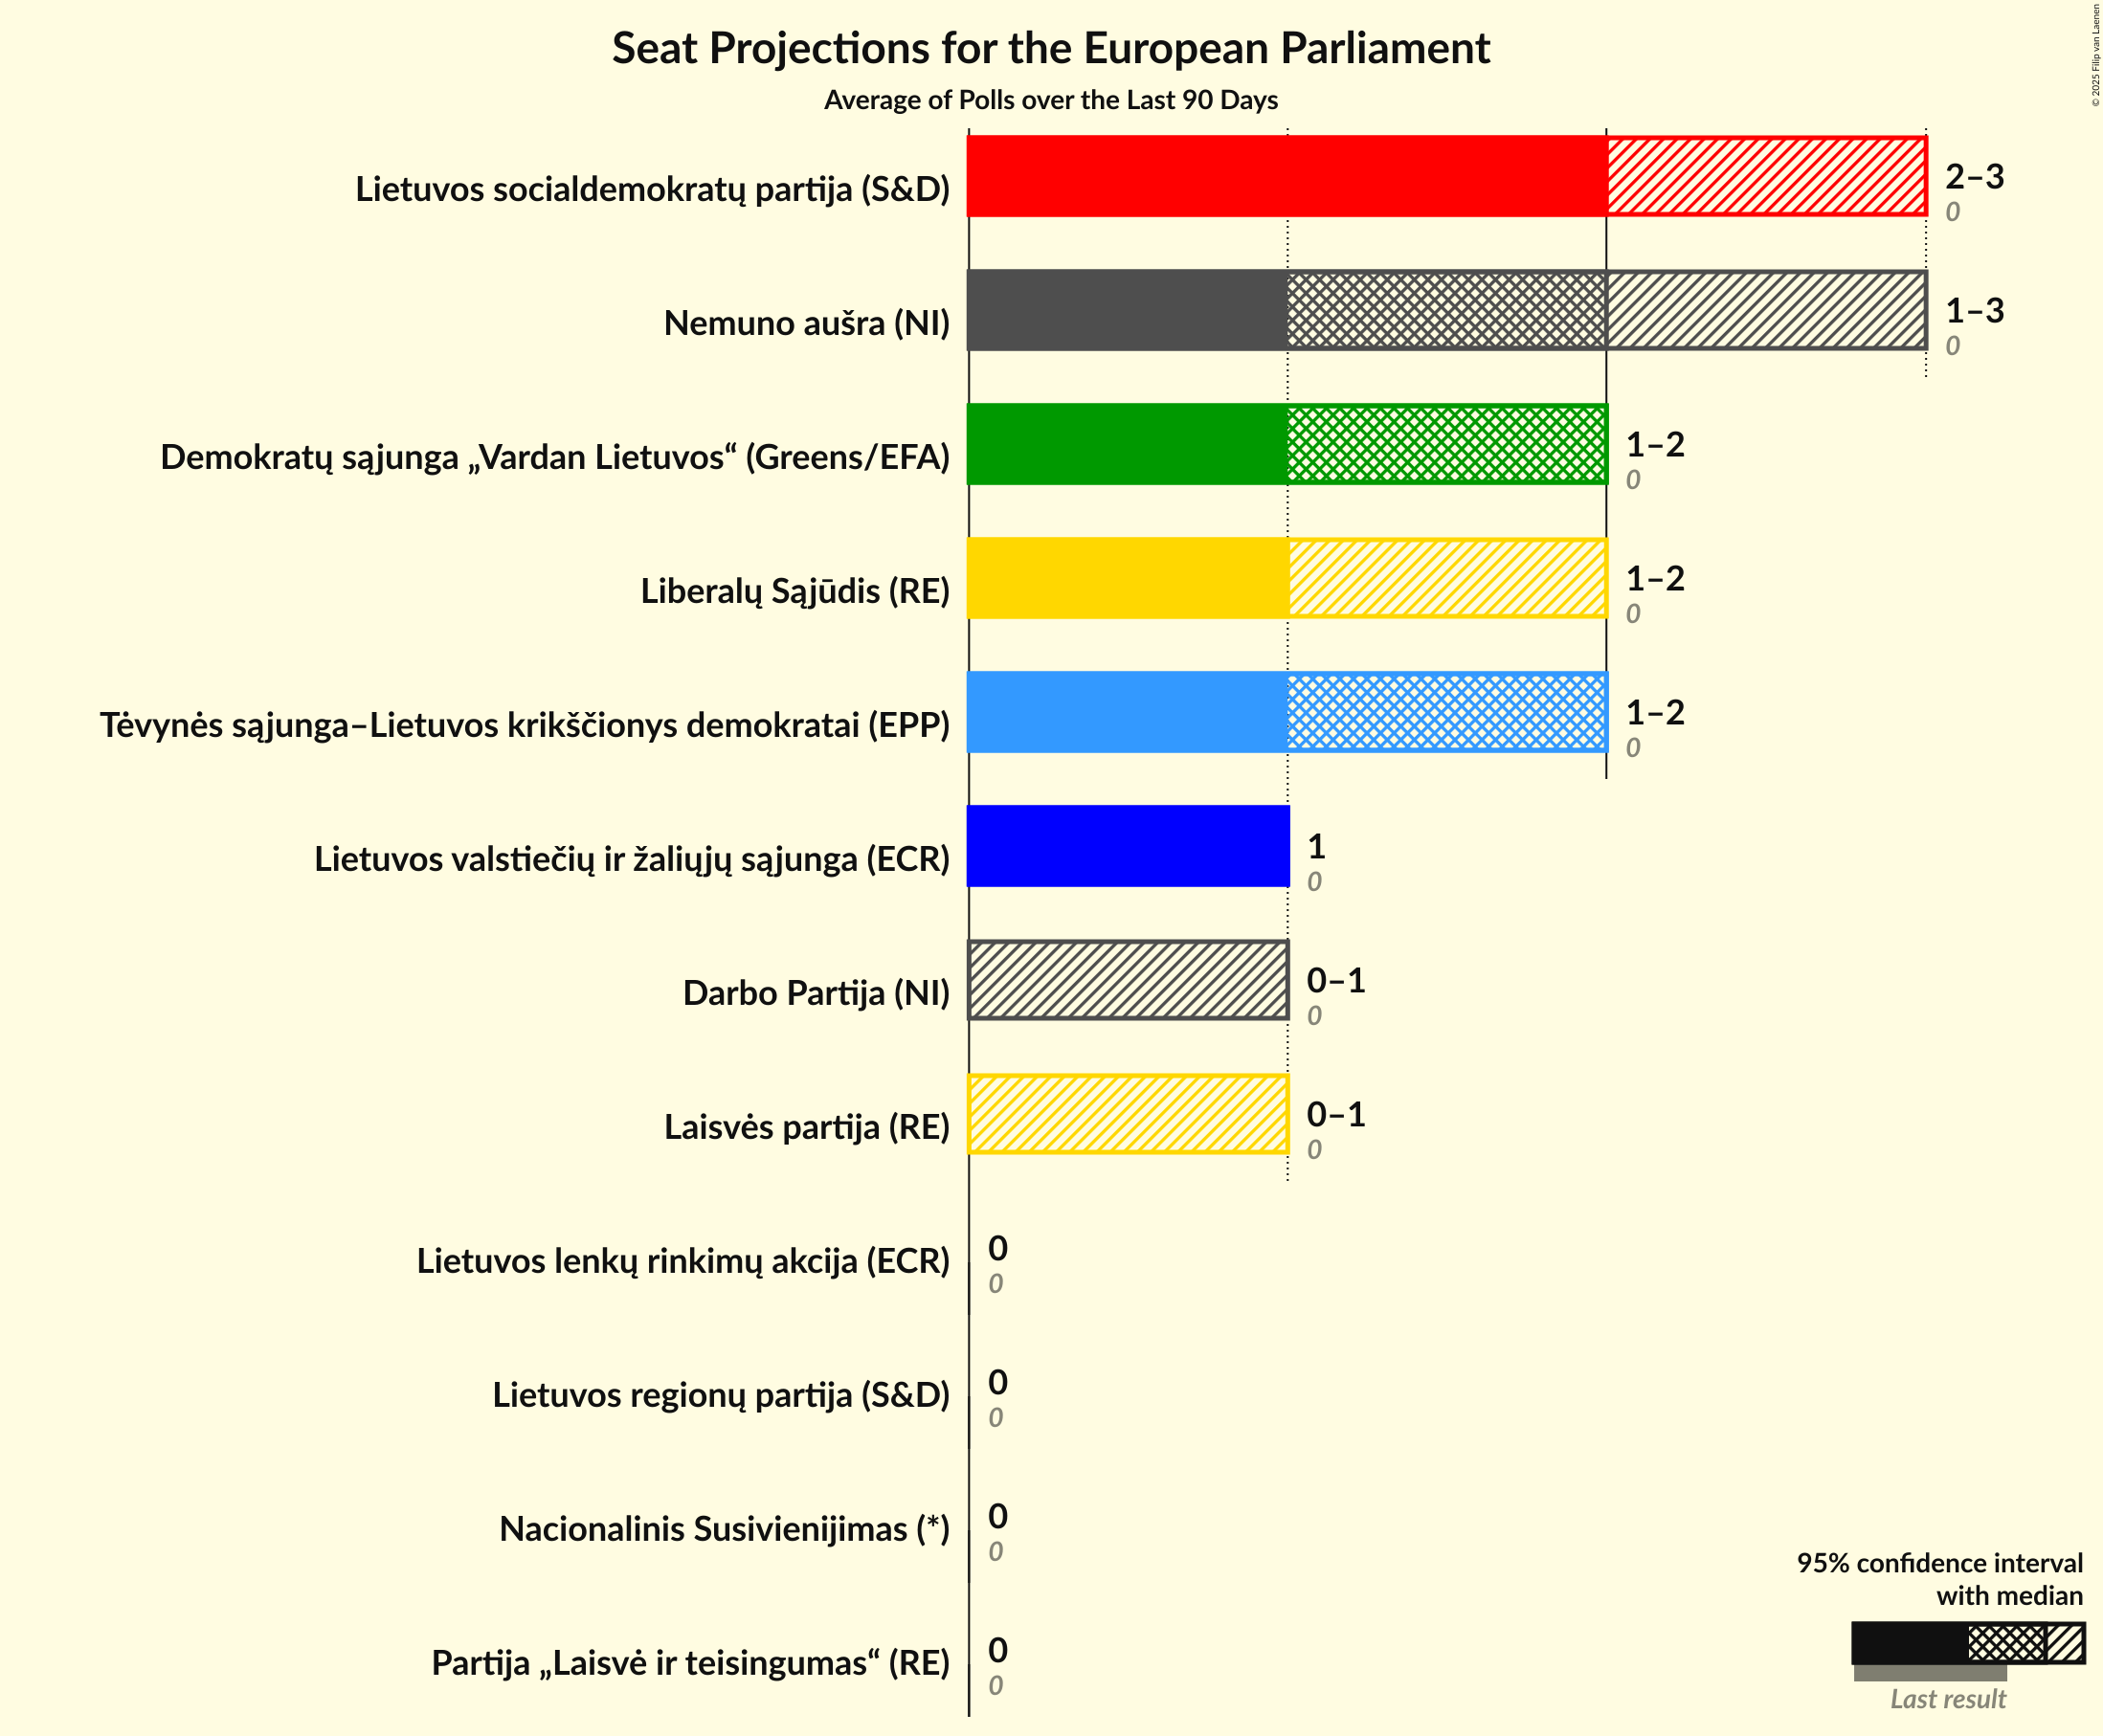 Seat Projections for the European Parliament
Average of Polls over the Last 90 Days
© 2025 Filip van Laenen
Lietuvos socialdemokratų partija (S&D)
2–3
0
Nemuno aušra (NI)
1–3
0
Demokratų sąjunga „Vardan Lietuvos“ (Greens/EFA)
1–2
0
Liberalų Sąjūdis (RE)
1–2
0
Tėvynės sąjunga–Lietuvos krikščionys demokratai (EPP)
1–2
0
Lietuvos valstiečių ir žaliųjų sąjunga (ECR)
1
0
Darbo Partija (NI)
0–1
0
Laisvės partija (RE)
0–1
0
Lietuvos lenkų rinkimų akcija (ECR)
0
0
Lietuvos regionų partija (S&D)
0
0
Nacionalinis Susivienijimas (*)
0
0
Partija „Laisvė ir teisingumas“ (RE)
0
0
95% confidence interval
with median
Last result